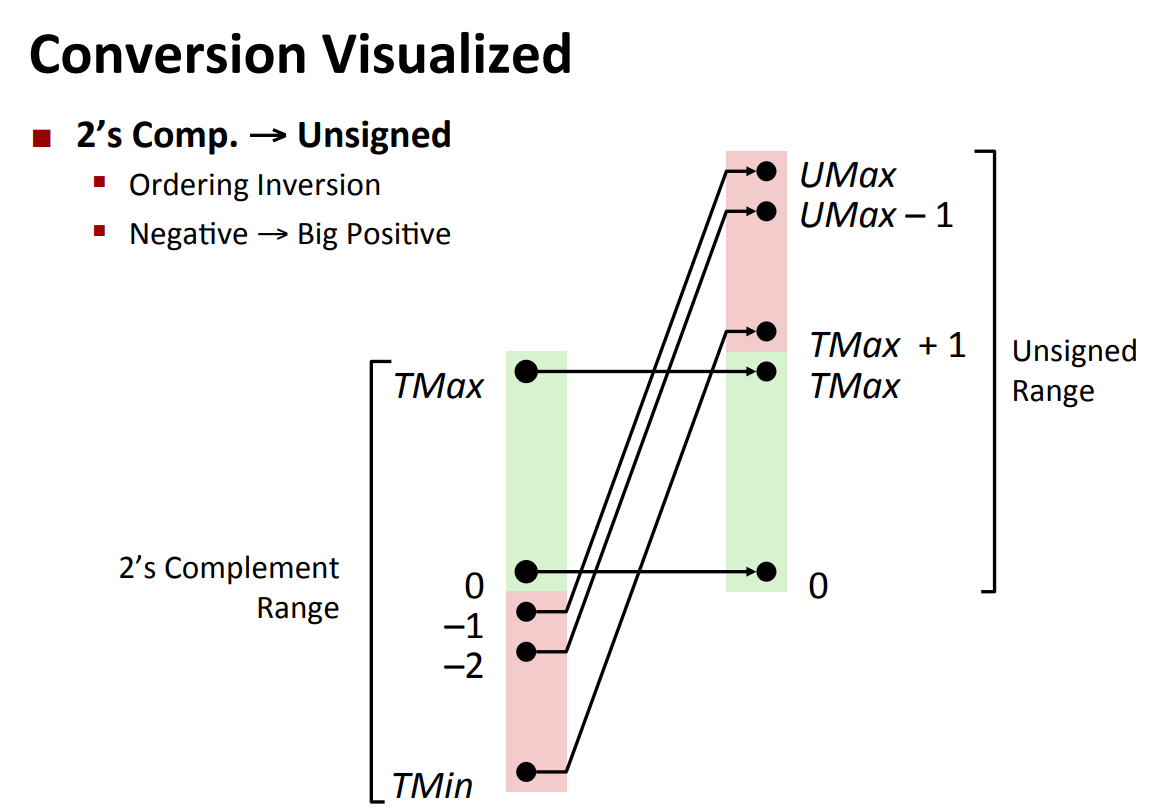 Conversion Visualized
2’s Comp. → Unsigned
Ordering Inversion
Negative → Big Positive
UMax
UMax – 1
TMax + 1
TMax
Unsigned
Range
TMax
2’s Complement
Range
0
0
–1
–2
TMin